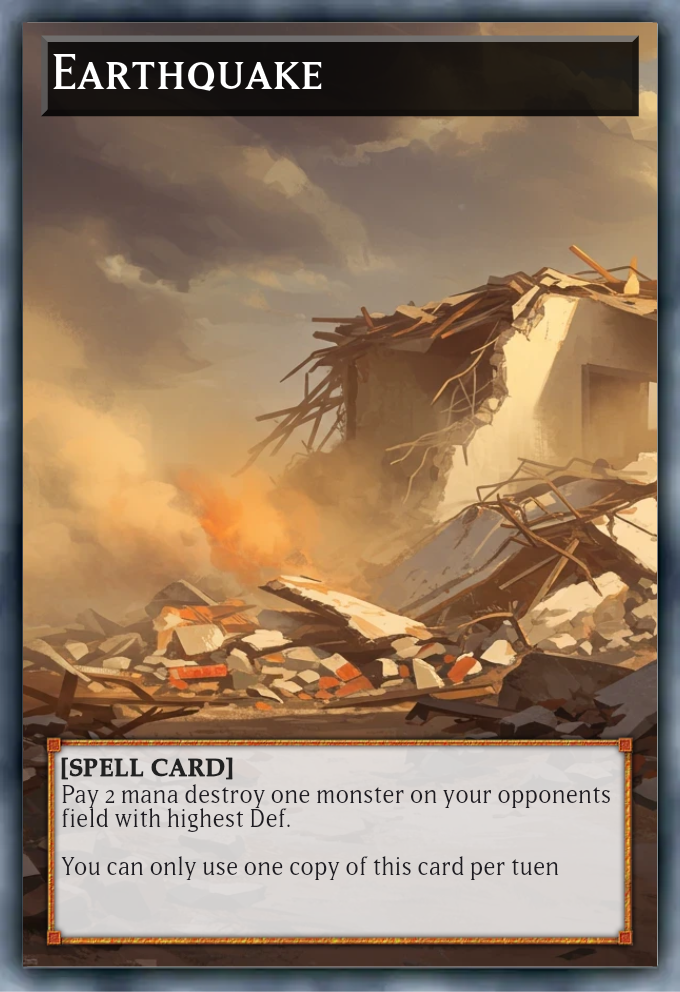 Earthquake
[SPELL CARD]
Pay 2 mana destroy one monster on your opponents
field with highest Def.
You can only use one copy of this card per tuen